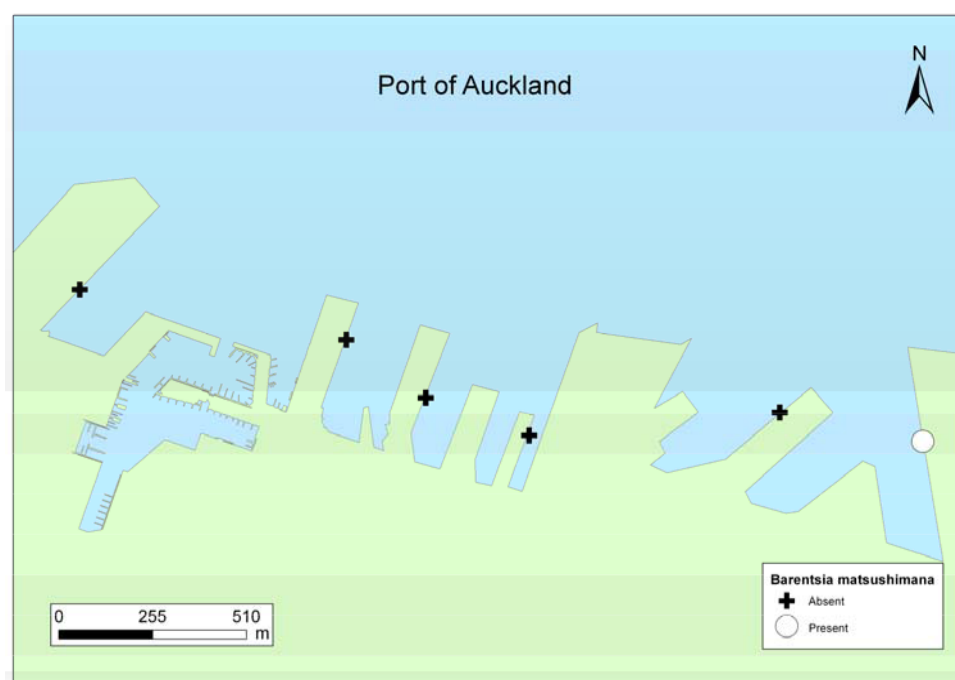 Port of Auckland
N
Barentsia matsushimana
Absent
Present
0 255 510
m